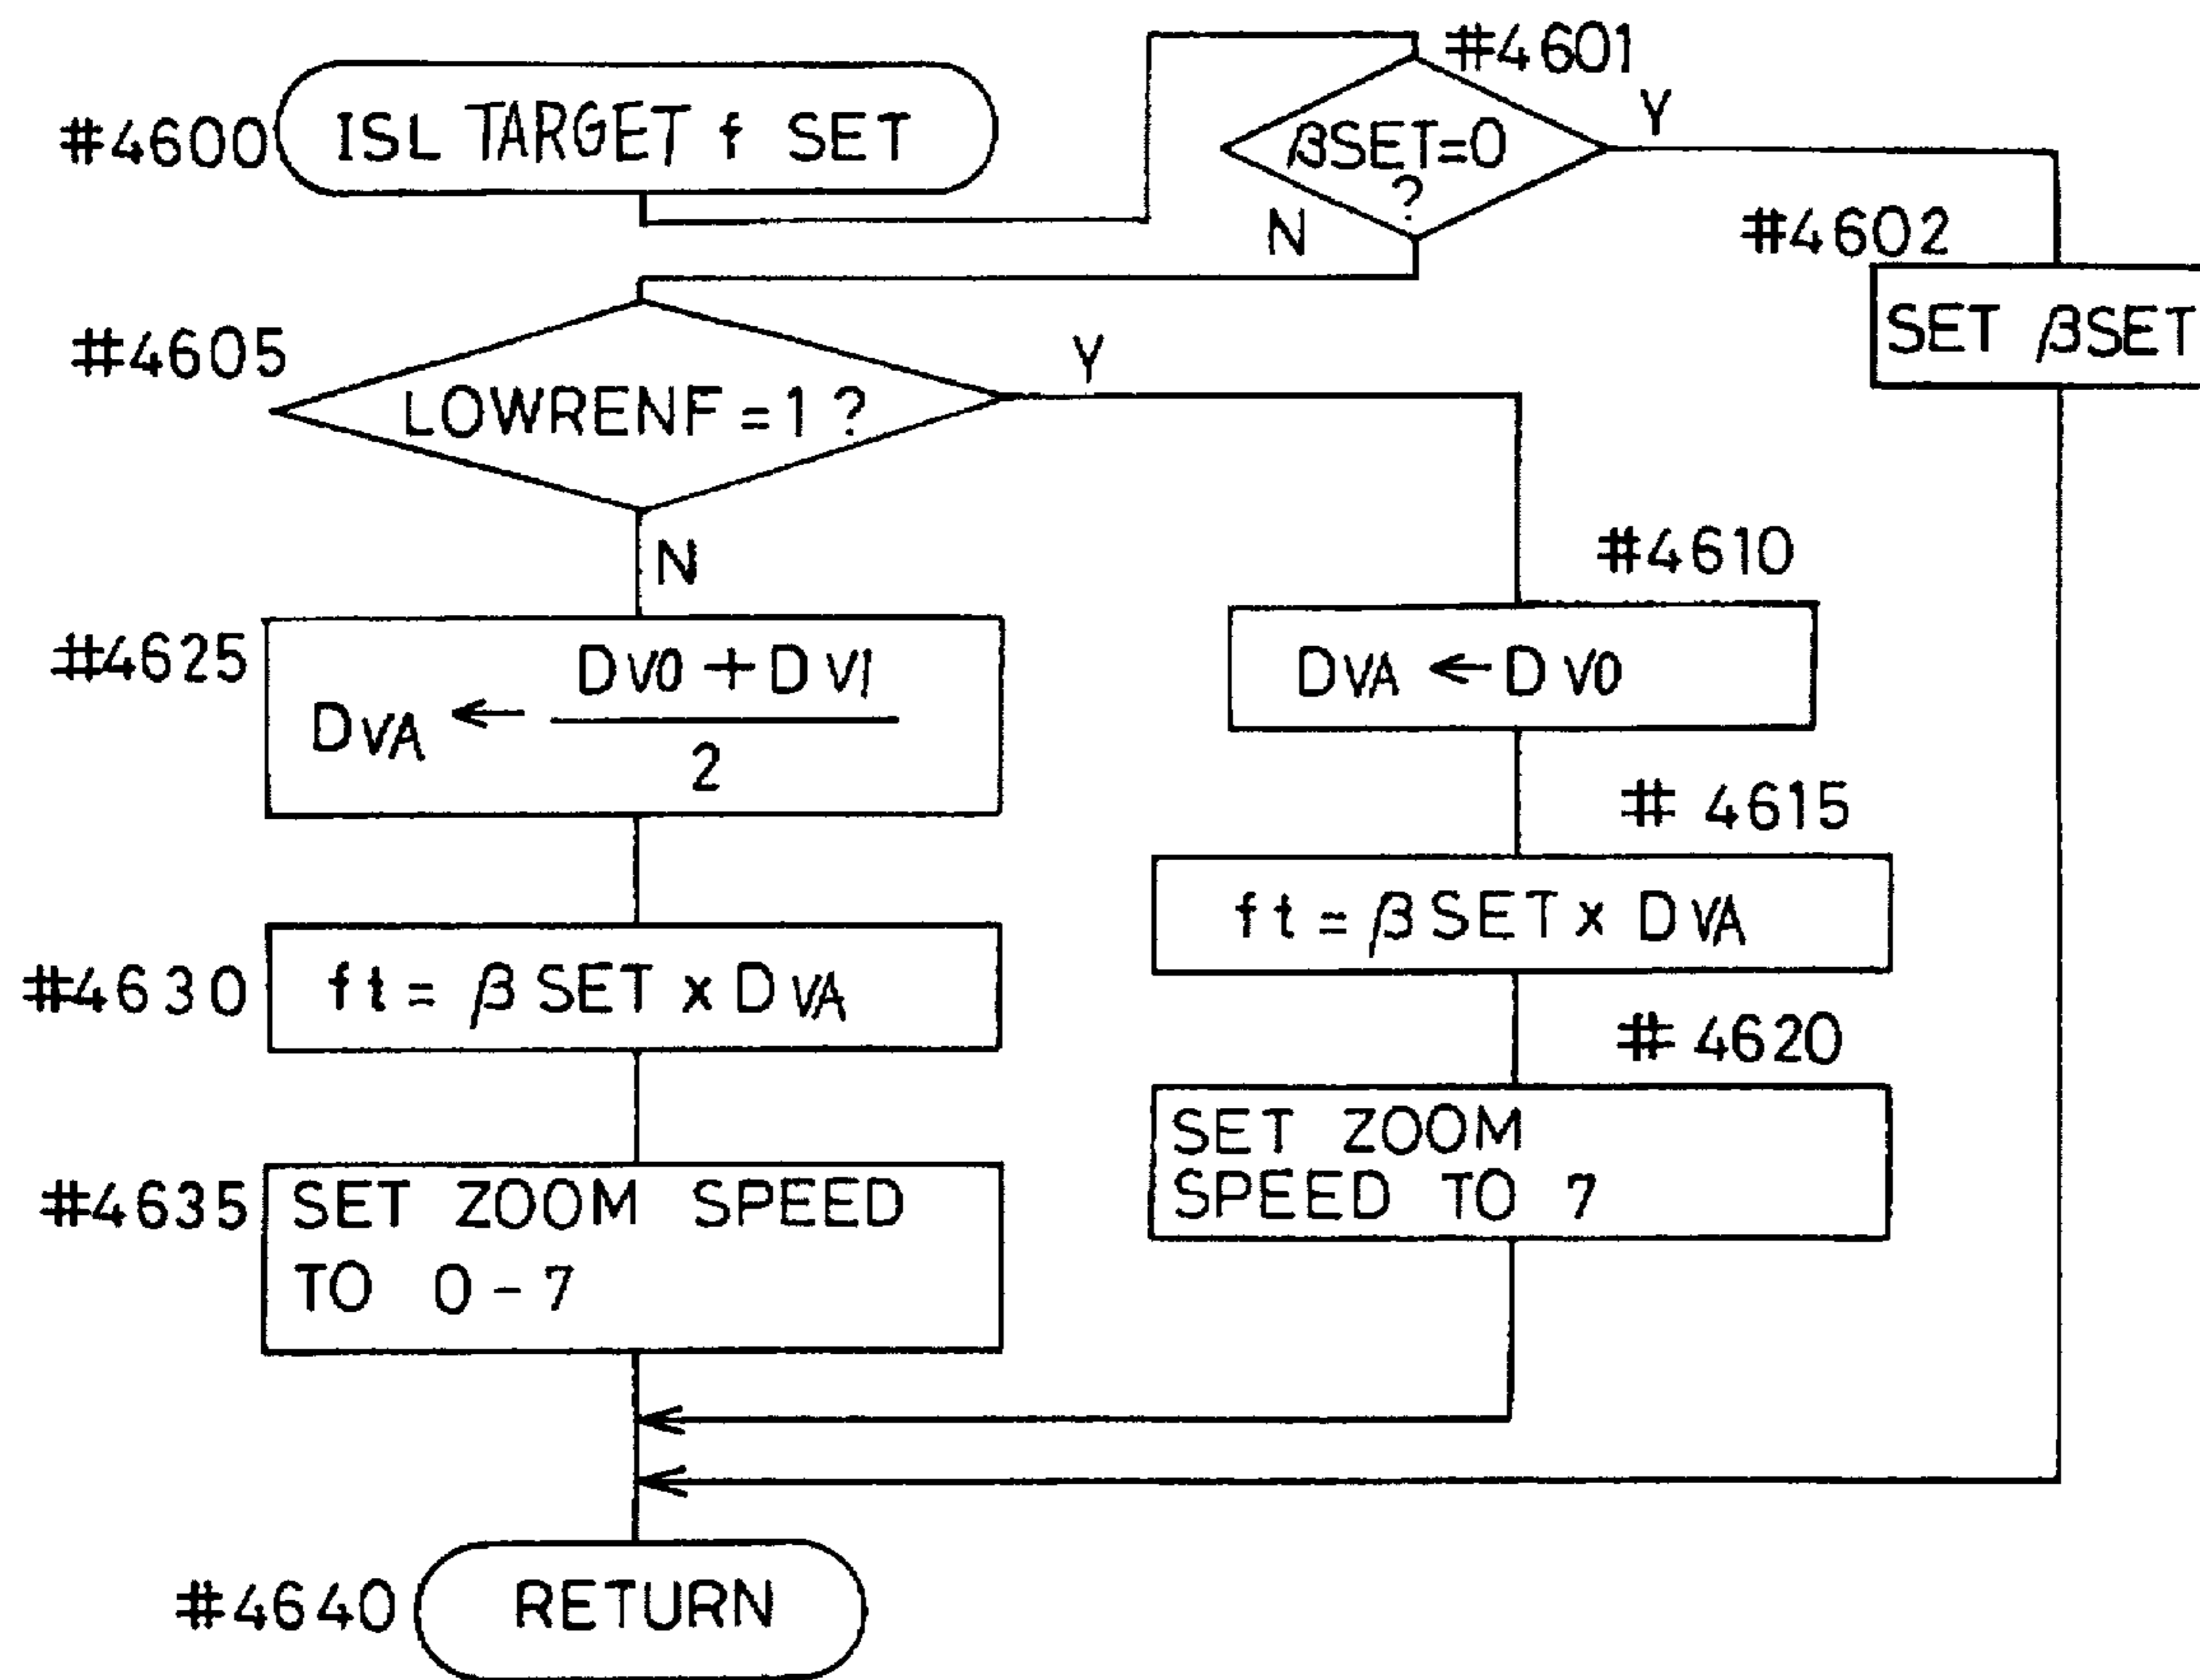 #4600
ISL TARGET f SET
#4601
βSET=0
?
Y
N
#4602
SET βSET
#4605
LOWRENF=1?
Y
N
#4610
DVA ← DV0
#4615
ft = βSET x DVA
#4620
SET ZOOM
SPEED TO 7
#4625
DV0 + DV1
DVA ←
2
#4630
ft = βSET x DVA
#4635
SET ZOOM SPEED
TO 0-7
#4640
RETURN